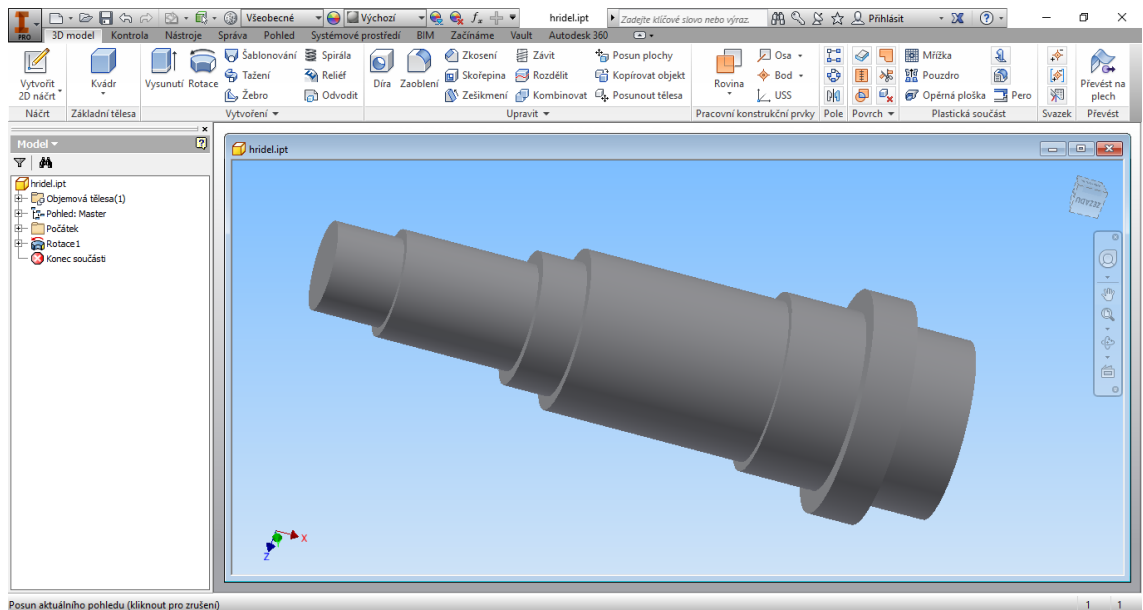 Všeobecné Výchozí fx hridel.ipt Zadejte klíčové slovo nebo výraz. Přihlásit
PRO 3D model Kontrola Nástroje Správa Pohled Systémové prostředí BIM Začínáme Vault Autodesk 360
Vytvořit
2D náčrt
Náčrt
Kvádr
Základní tělesa
Vysunutí Rotace
Šablonování Spirála
Tažení Reliéf
Žebro Odvodit
Vytvoření
Díra Zaoblení
Zkosení Závit Posun plochy
Skořepina Rozdělit Kopírovat objekt
Zešikmení Kombinovat Posunout tělesa
Upravit
Rovina
Osa
Bod
USS
Pracovní konstrukční prvky
Pole
Povrch
Mřížka
Pouzdro
Opěrná ploška Pero
Plastická součást
Svazek
Převést na
plech
Převést
Model
hridel.ipt
Objemová tělesa(1)
Pohled: Master
Počátek
Rotace1
Konec součásti
hridel.ipt
ZEZADU
X
Z
Posun aktuálního pohledu (kliknout pro zrušení) 1 1